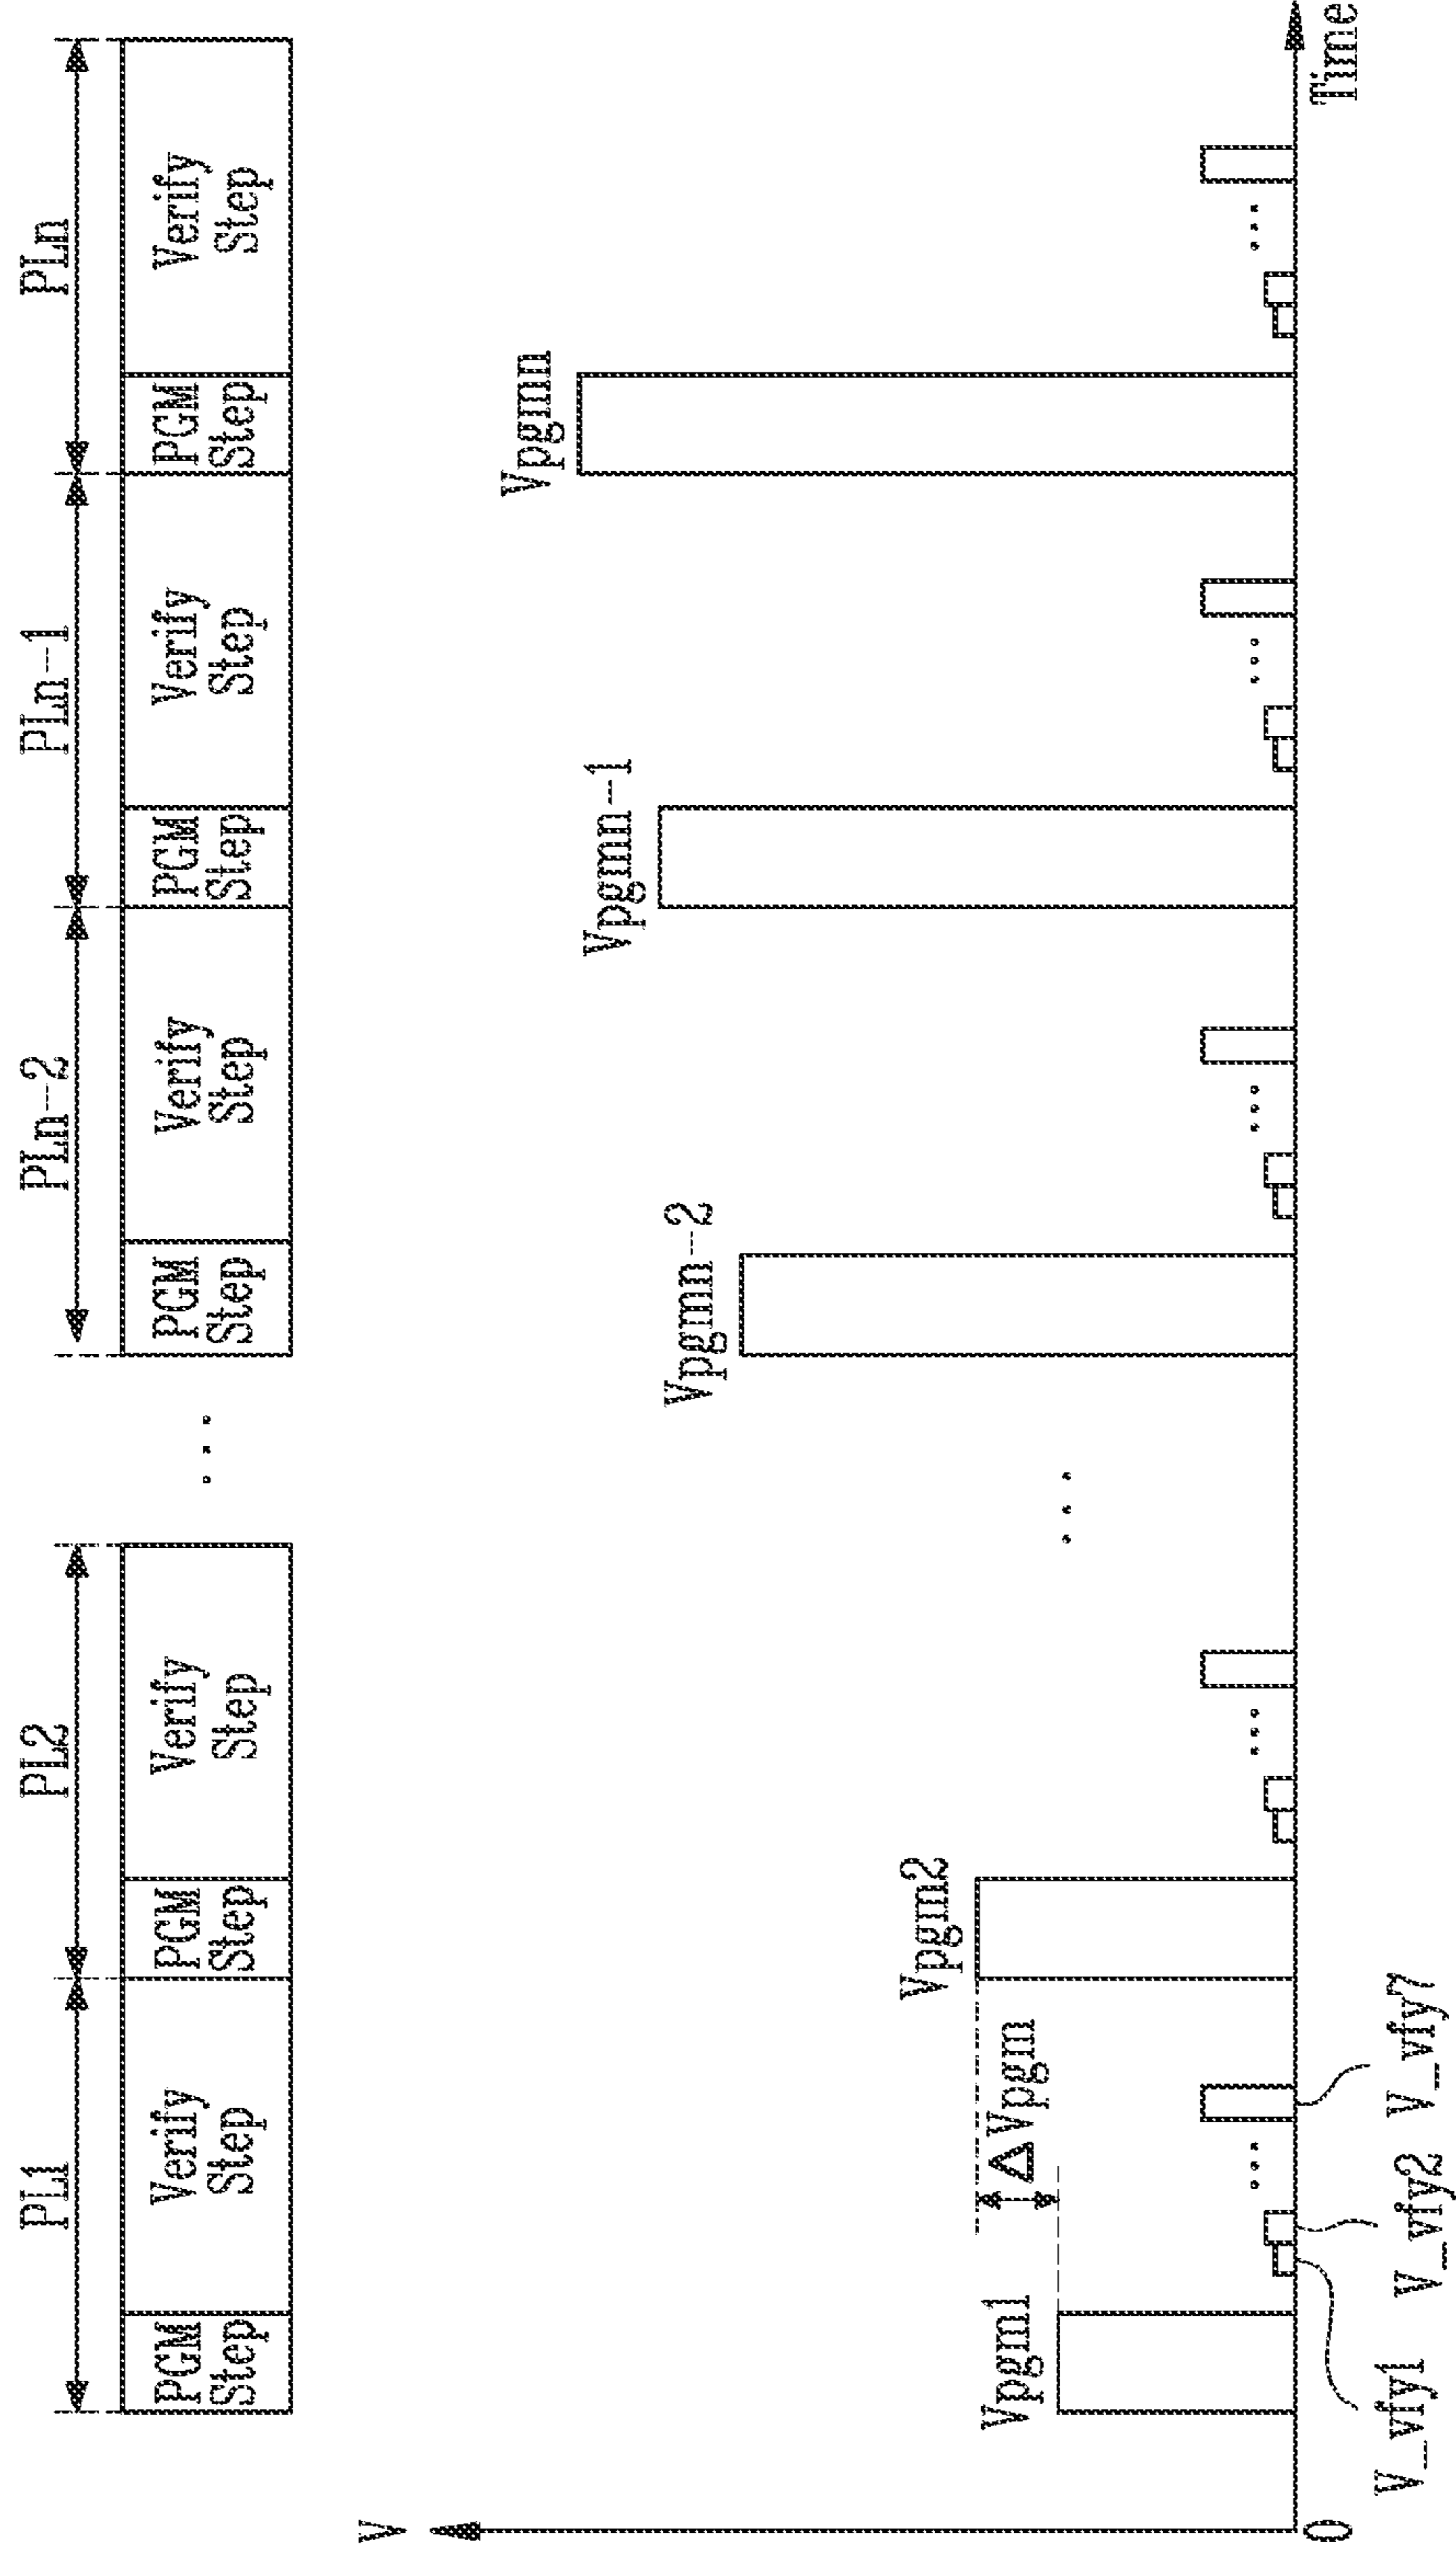 PL1
PL2
PLn-2
PLn-1
PLn
PGM
Step
Verify
Step
PGM
Step
Verify
Step
...
PGM
Step
Verify
Step
PGM
Step
Verify
Step
PGM
Step
Verify
Step
V
Vpgm1
ΔVpgm
Vpgm2
...
Vpgmn-2
Vpgmn-1
Vpgmn
...
...
...
...
...
0
Time
V_vfy1
V_vfy2
V_vfy7